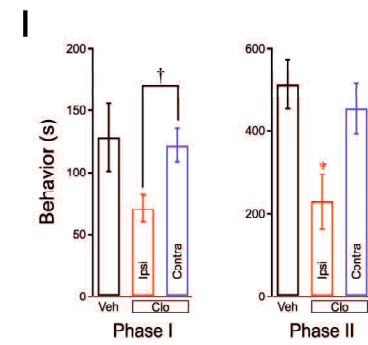 I
200
150
100
50
0
Behavior (s)
†
Ipsi
Contra
Veh
Clo
Phase I
600
400
200
0
*
Ipsi
Contra
Veh
Clo
Phase II